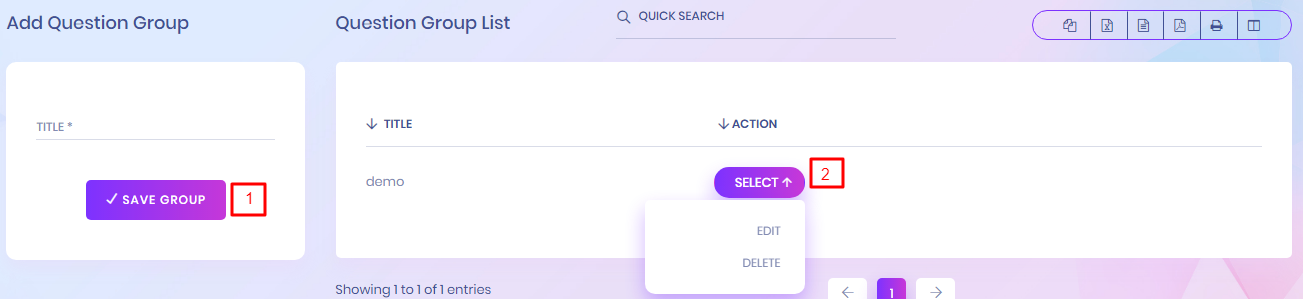 Add Question Group
Question Group List
QUICK SEARCH
TITLE *
SAVE GROUP
1
TITLE
ACTION
demo
SELECT
2
EDIT
DELETE
Showing 1 to 1 of 1 entries
1